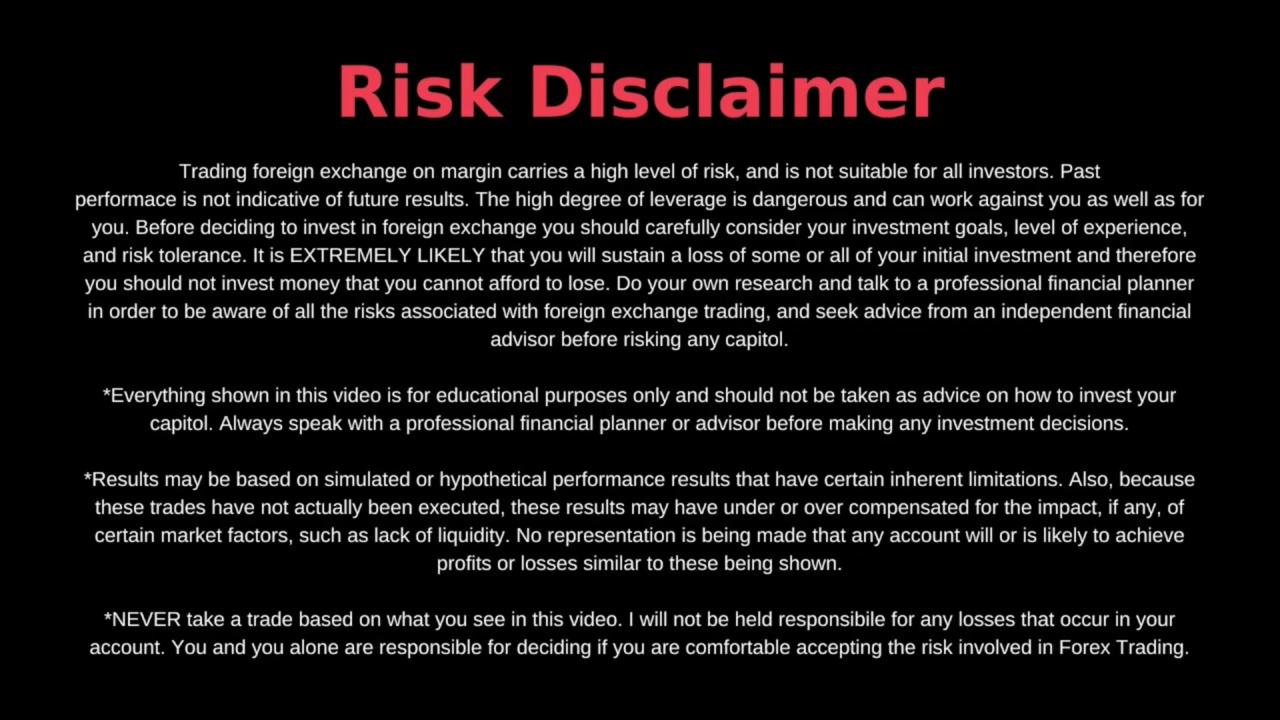 Risk Disclaimer
Trading foreign exchange on margin carries a high level of risk, and is not suitable for all investors. Past
performace is not indicative of future results. The high degree of leverage is dangerous and can work against you as well as for
you. Before deciding to invest in foreign exchange you should carefully consider your investment goals, level of experience,
and risk tolerance. It is EXTREMELY LIKELY that you will sustain a loss of some or all of your initial investment and therefore
you should not invest money that you cannot afford to lose. Do your own research and talk to a professional financial planner
in order to be aware of all the risks associated with foreign exchange trading, and seek advice from an independent financial
advisor before risking any capitol.
*Everything shown in this video is for educational purposes only and should not be taken as advice on how to invest your
capitol. Always speak with a professional financial planner or advisor before making any investment decisions.
*Results may be based on simulated or hypothetical performance results that have certain inherent limitations. Also, because
these trades have not actually been executed, these results may have under or over compensated for the impact, if any, of
certain market factors, such as lack of liquidity. No representation is being made that any account will or is likely to achieve
profits or losses similar to these being shown.
*NEVER take a trade based on what you see in this video. I will not be held responsibile for any losses that occur in your
account. You and you alone are responsible for deciding if you are comfortable accepting the risk involved in Forex Trading.